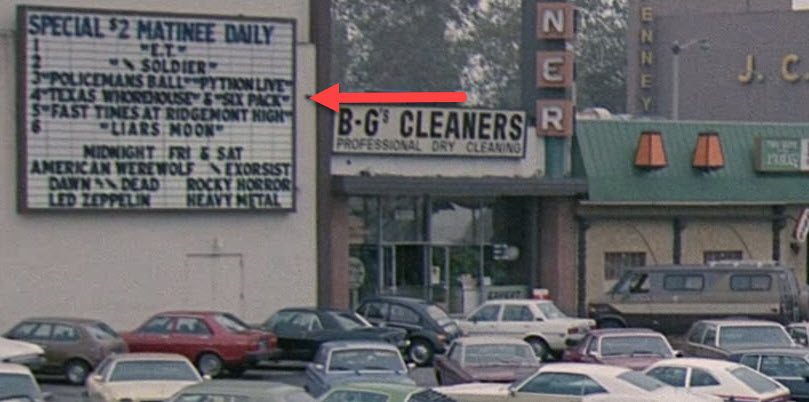 SPECIAL $2 MATINEE DAILY
1 "E.T."
2 "SOLDIER"
3 "POLICEMANS BALL" "PYTHON LIVE"
4 "TEXAS WHOREHOUSE" & "SIX PACK"
5 "FAST TIMES AT RIDGEMONT HIGH"
6 "LIARS MOON"
MIDNIGHT FRI & SAT
AMERICAN WEREWOLF EXORSIST
DAWN DEAD ROCKY HORROR
LED ZEPPELIN HEAVY METAL
B-G's CLEANERS
PROFESSIONAL DRY CLEANING
NER
ENNEY
J. C